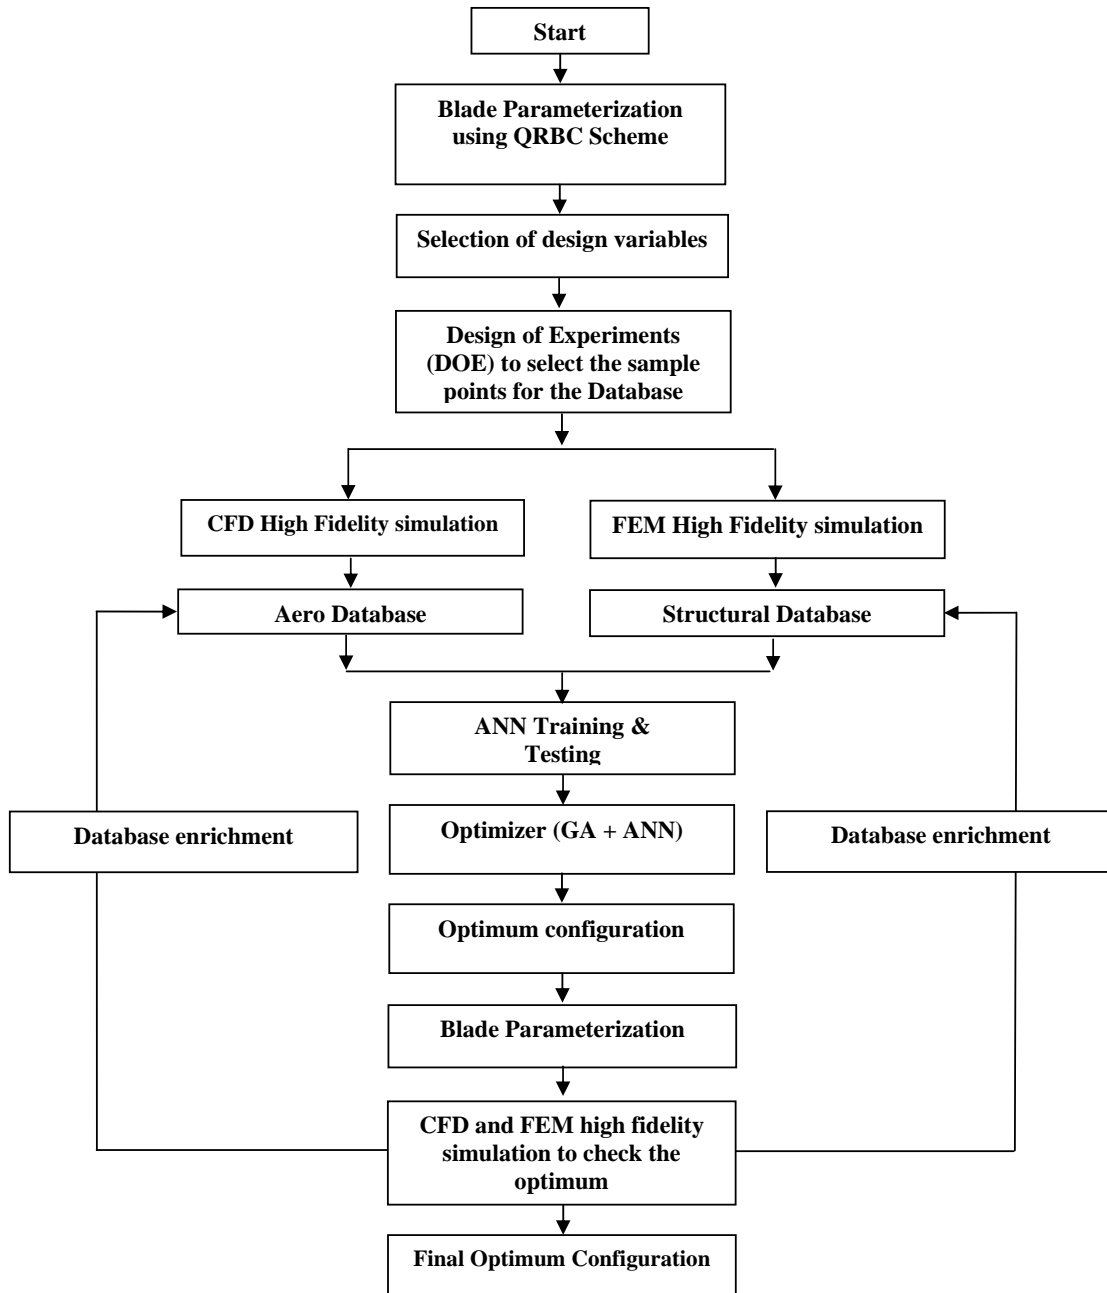 Start
Blade Parameterization
using QRBC Scheme
Selection of design variables
Design of Experiments
(DOE) to select the sample
points for the Database
CFD High Fidelity simulation
FEM High Fidelity simulation
Aero Database
Structural Database
ANN Training &
Testing
Database enrichment
Optimizer (GA + ANN)
Database enrichment
Optimum configuration
Blade Parameterization
CFD and FEM high fidelity
simulation to check the
optimum
Final Optimum Configuration